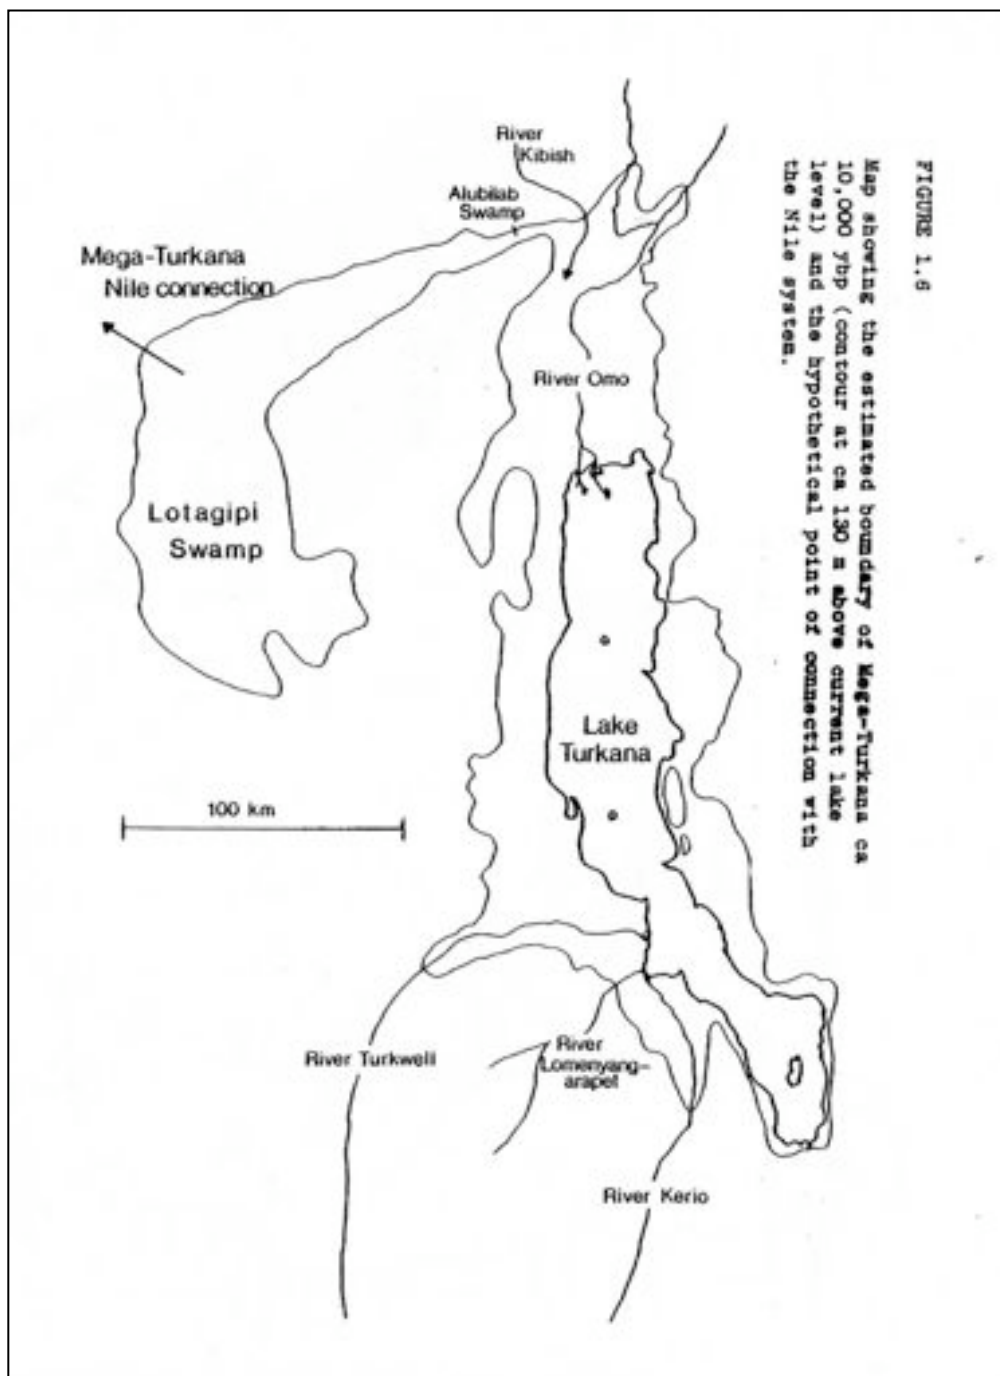 FIGURE 1.6
Map showing the estimated boundary of Mega-Turkana ca
10,000 ybp (contour at ca 130 m above current lake
level) and the hypothetical point of connection with
the Nile system.
River
Kibish
Alubilab
Swamp
Mega-Turkana
Nile connection
River Omo
Lotagipi
Swamp
Lake
Turkana
100 km
River Turkwell
River
Lomenyang-
arapet
River Kerio